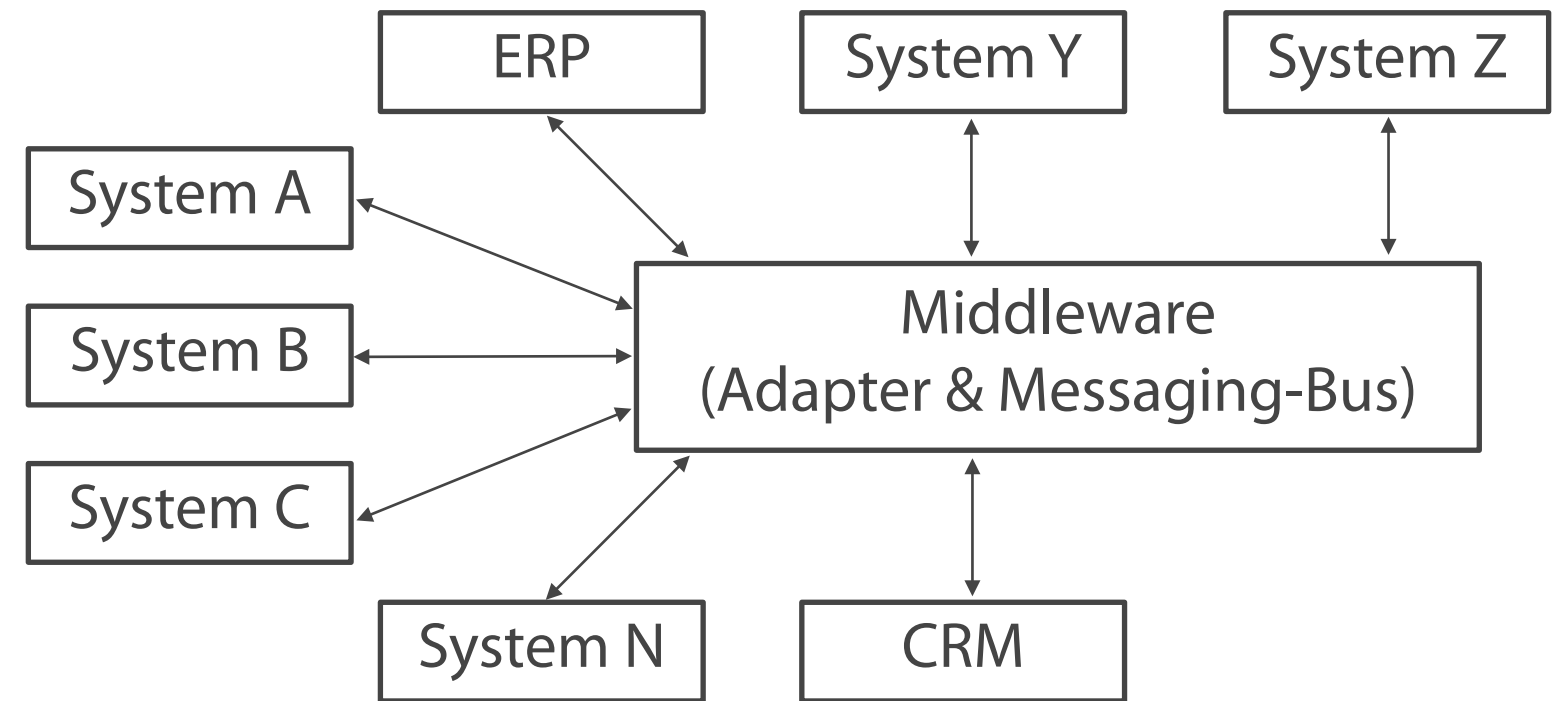 ERP
System Y
System Z
System A
System B
System C
Middleware
(Adapter & Messaging-Bus)
System N
CRM